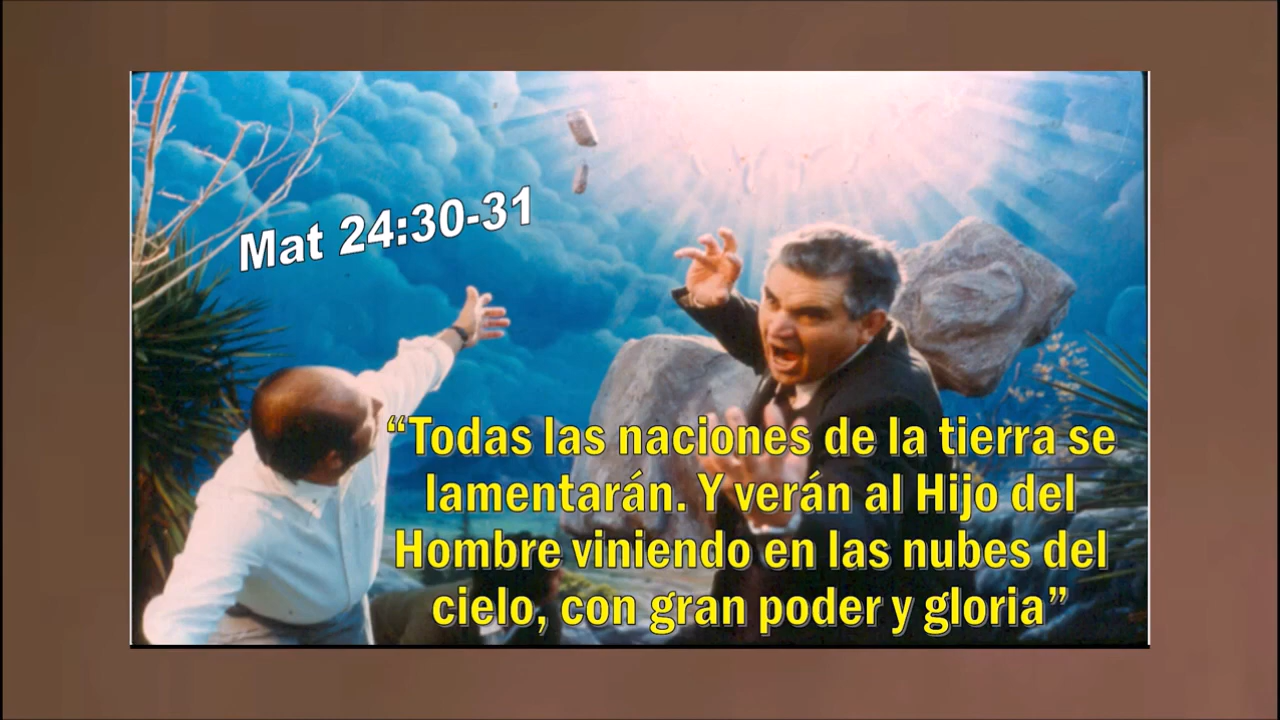 Mat 24:30-31
“Todas las naciones de la tierra se
lamentarán. Y verán al Hijo del
Hombre viniendo en las nubes del
cielo, con gran poder y gloria”